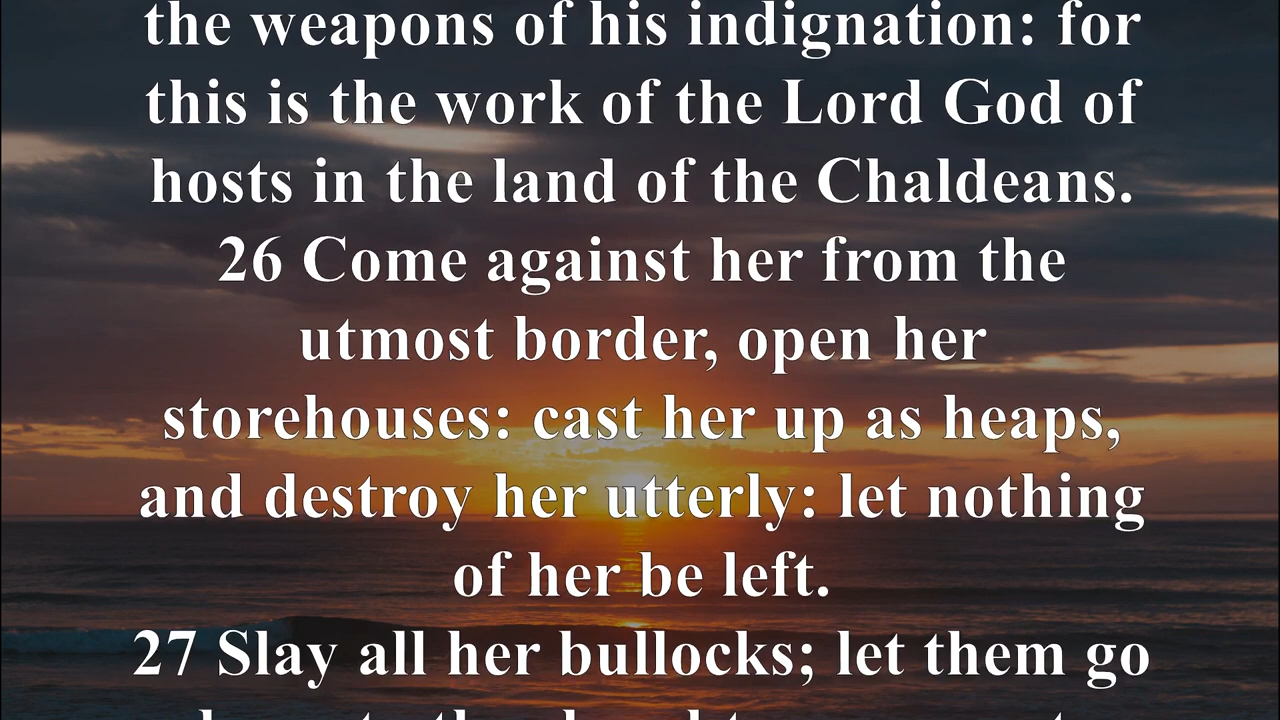 the weapons of his indignation: for
this is the work of the Lord God of
hosts in the land of the Chaldeans.
26 Come against her from the
utmost border, open her
storehouses: cast her up as heaps,
and destroy her utterly: let nothing
of her be left.
27 Slay all her bullocks; let them go